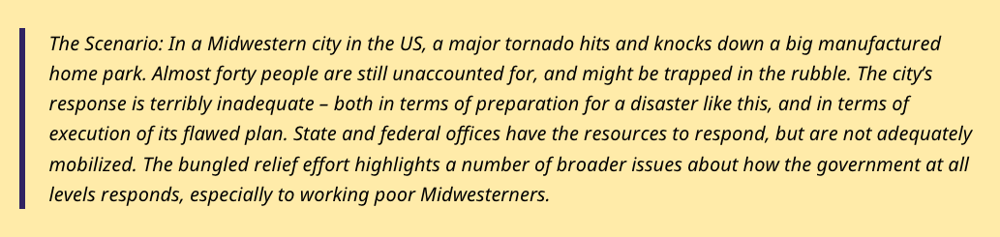 The Scenario: In a Midwestern city in the US, a major tornado hits and knocks down a big manufactured
home park. Almost forty people are still unaccounted for, and might be trapped in the rubble. The city's
response is terribly inadequate – both in terms of preparation for a disaster like this, and in terms of
execution of its flawed plan. State and federal offices have the resources to respond, but are not adequately
mobilized. The bungled relief effort highlights a number of broader issues about how the government at all
levels responds, especially to working poor Midwesterners.